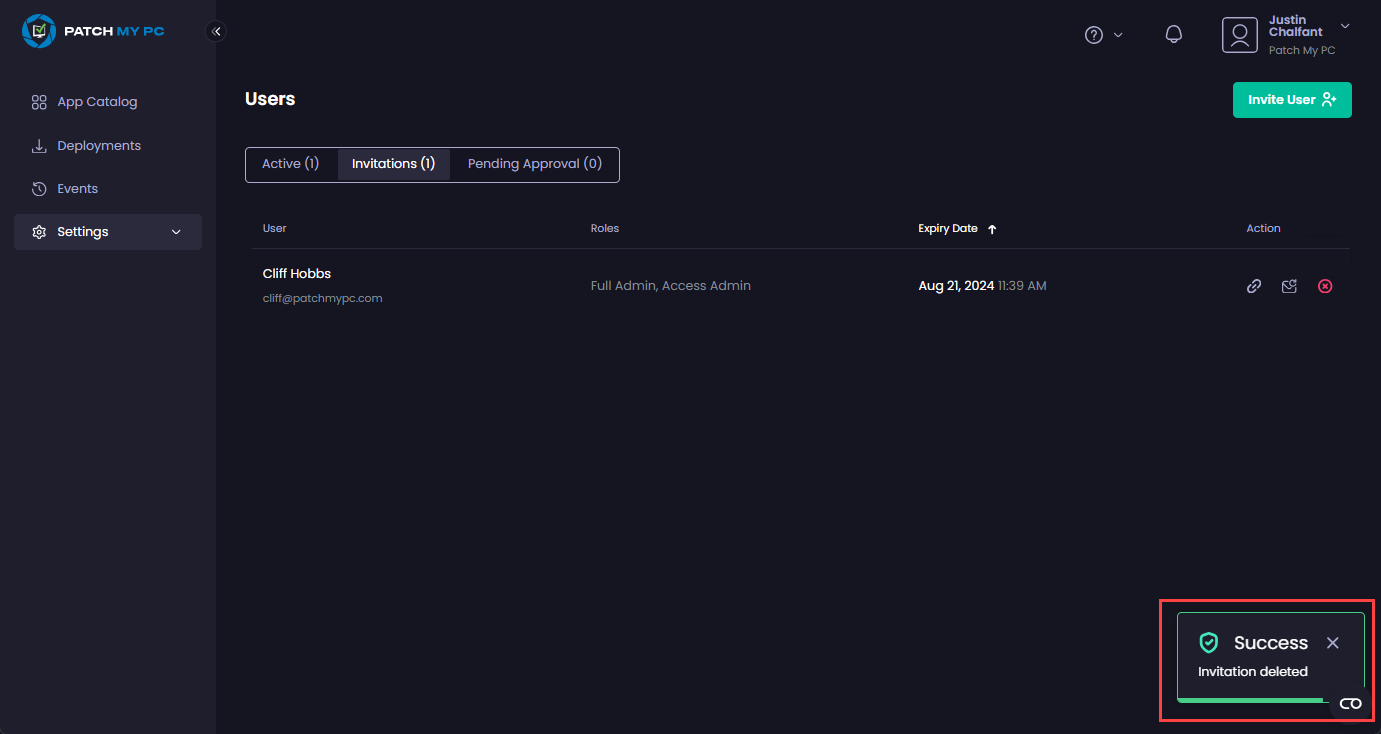 PATCH MY PC
Justin
Chalfant
Patch My PC
App Catalog
Deployments
Events
Settings
Users
Invite User
Active (1)
Invitations (1)
Pending Approval (0)
User
Roles
Expiry Date
Action
Cliff Hobbs
cliff@patchmypc.com
Full Admin, Access Admin
Aug 21, 2024 11:39 AM
Success
Invitation deleted